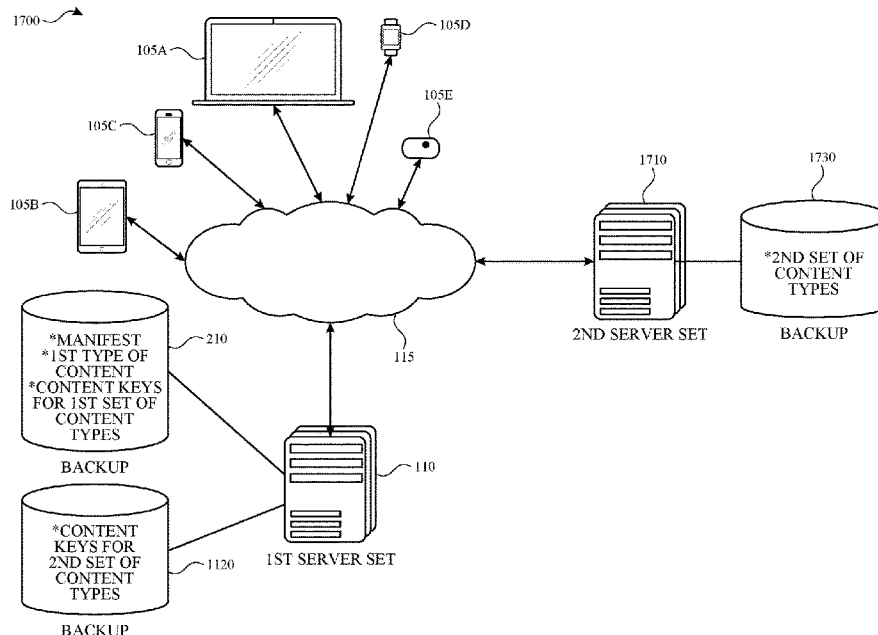 1700
105A
105D
105C
105E
105B
1710
1730
*2ND SET OF
CONTENT
TYPES
2ND SERVER SET
BACKUP
115
*MANIFEST
*1ST TYPE OF
CONTENT
*CONTENT KEYS
FOR 1ST SET OF
CONTENT
TYPES
210
BACKUP
110
1ST SERVER SET
*CONTENT
KEYS FOR
2ND SET OF
CONTENT
TYPES
1120
BACKUP